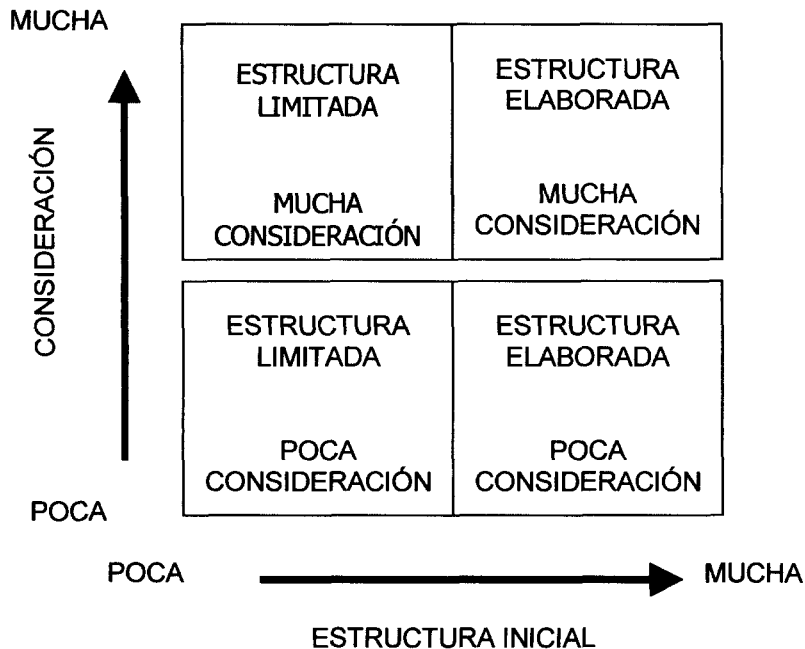 MUCHA
ESTRUCTURA
LIMITADA
MUCHA
CONSIDERACIÓN
ESTRUCTURA
ELABORADA
MUCHA
CONSIDERACIÓN
CONSIDERACIÓN
ESTRUCTURA
LIMITADA
POCA
CONSIDERACIÓN
ESTRUCTURA
ELABORADA
POCA
CONSIDERACIÓN
POCA
POCA
MUCHA
ESTRUCTURA INICIAL